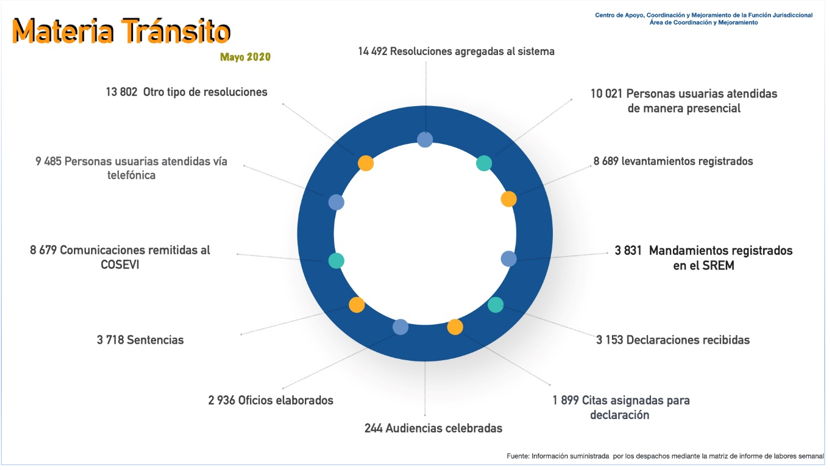 Materia Tránsito
Mayo 2020
Centro de Apoyo, Coordinación y Mejoramiento de la Función Jurisdiccional
Área de Coordinación y Mejoramiento
14 492 Resoluciones agregadas al sistema
13 802 Otro tipo de resoluciones
10 021 Personas usuarias atendidas
de manera presencial
9 485 Personas usuarias atendidas vía
telefónica
8 689 levantamientos registrados
8 679 Comunicaciones remitidas al
COSEVI
3 831 Mandamientos registrados
en el SREM
3 718 Sentencias
3 153 Declaraciones recibidas
2 936 Oficios elaborados
1 899 Citas asignadas para
declaración
244 Audiencias celebradas
Fuente: Información suministrada por los despachos mediante la matriz de informe de labores semanal